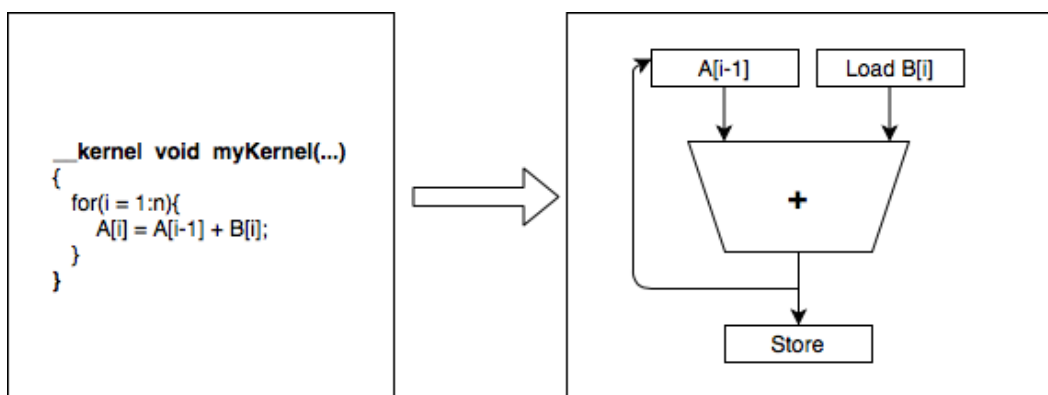 __kernel void myKernel(...)
{
for(i = 1:n){
A[i] = A[i-1] + B[i];
}
}
A[i-1]
Load B[i]
+
Store